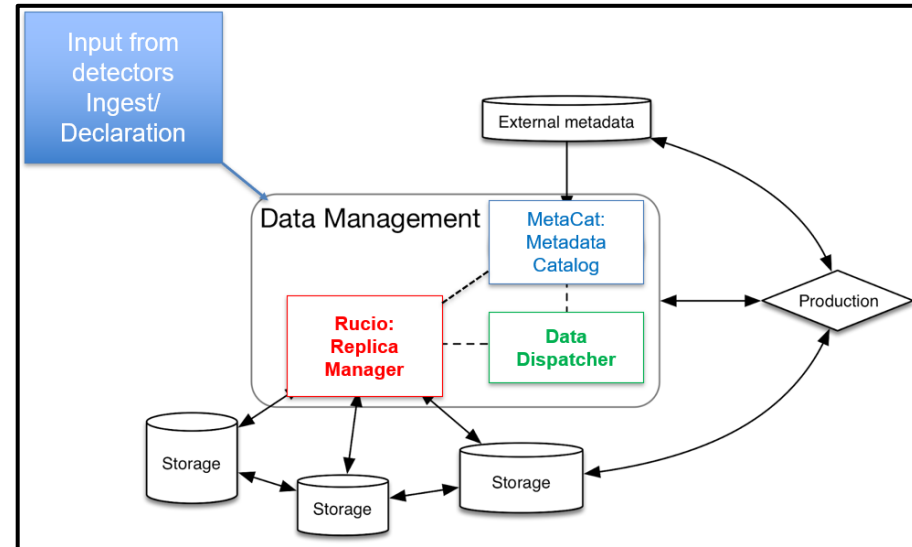 Input from
detectors
Ingest/
Declaration
External metadata
Data Management
MetaCat:
Metadata
Catalog
Rucio:
Replica
Manager
Data
Dispatcher
Production
Storage
Storage
Storage